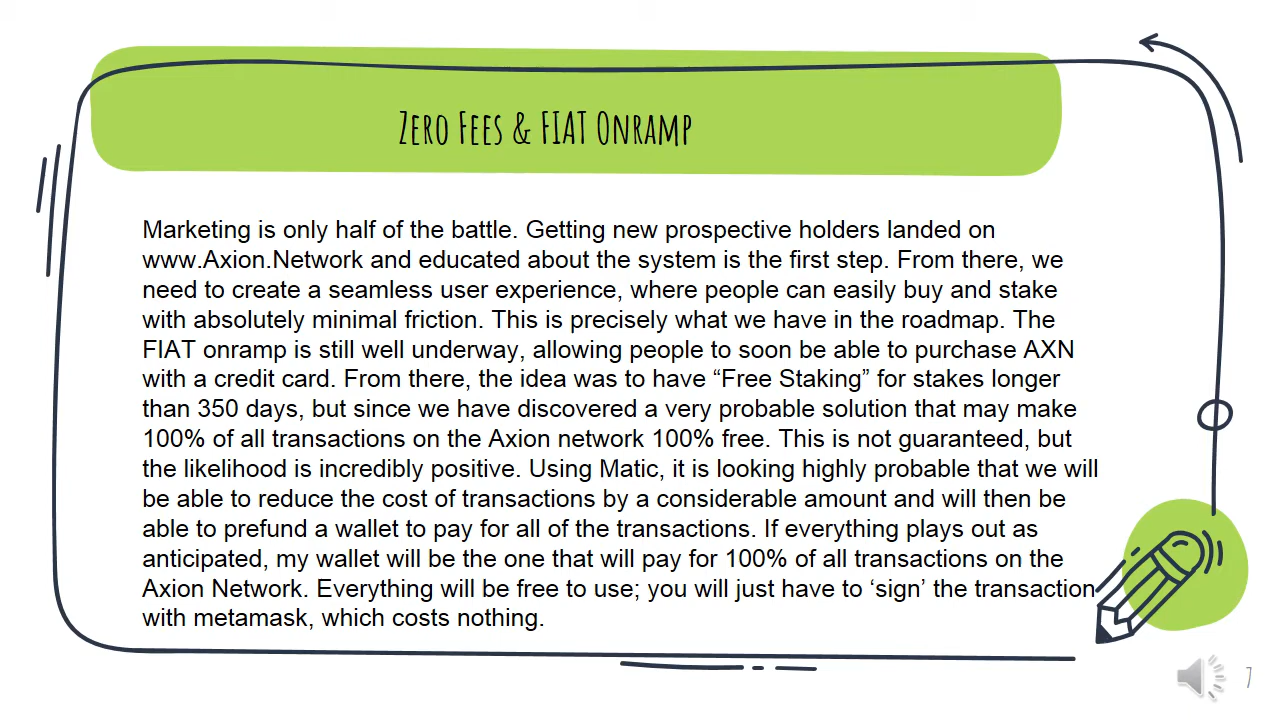 Zero Fees & FIAT Onramp
Marketing is only half of the battle. Getting new prospective holders landed on
www.Axion.Network and educated about the system is the first step. From there, we
need to create a seamless user experience, where people can easily buy and stake
with absolutely minimal friction. This is precisely what we have in the roadmap. The
FIAT onramp is still well underway, allowing people to soon be able to purchase AXN
with a credit card. From there, the idea was to have “Free Staking” for stakes longer
than 350 days, but since we have discovered a very probable solution that may make
100% of all transactions on the Axion network 100% free. This is not guaranteed, but
the likelihood is incredibly positive. Using Matic, it is looking highly probable that we will
be able to reduce the cost of transactions by a considerable amount and will then be
able to prefund a wallet to pay for all of the transactions. If everything plays out as
anticipated, my wallet will be the one that will pay for 100% of all transactions on the
Axion Network. Everything will be free to use; you will just have to ‘sign’ the transaction
with metamask, which costs nothing.
7